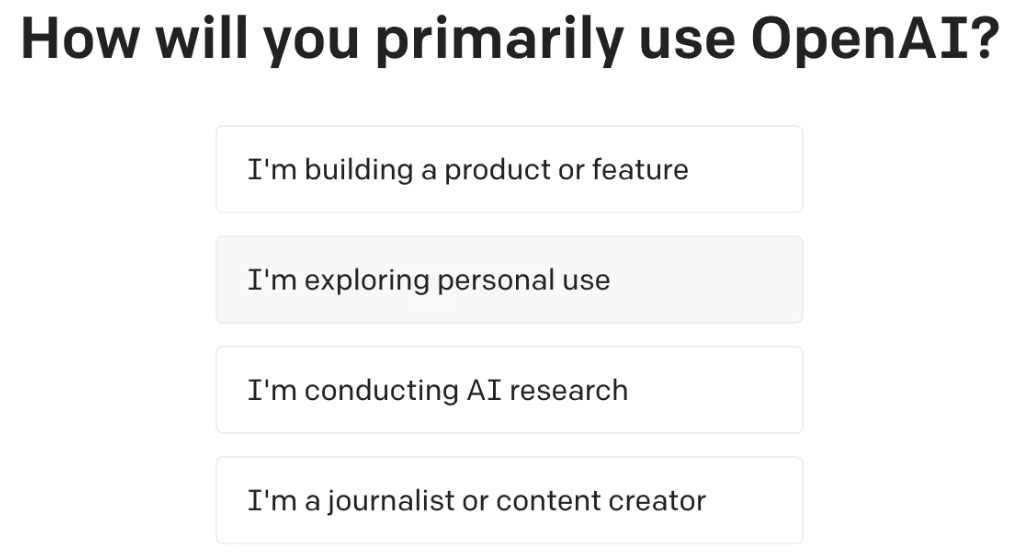 How will you primarily use OpenAI?
I'm building a product or feature
I'm exploring personal use
I'm conducting AI research
I'm a journalist or content creator